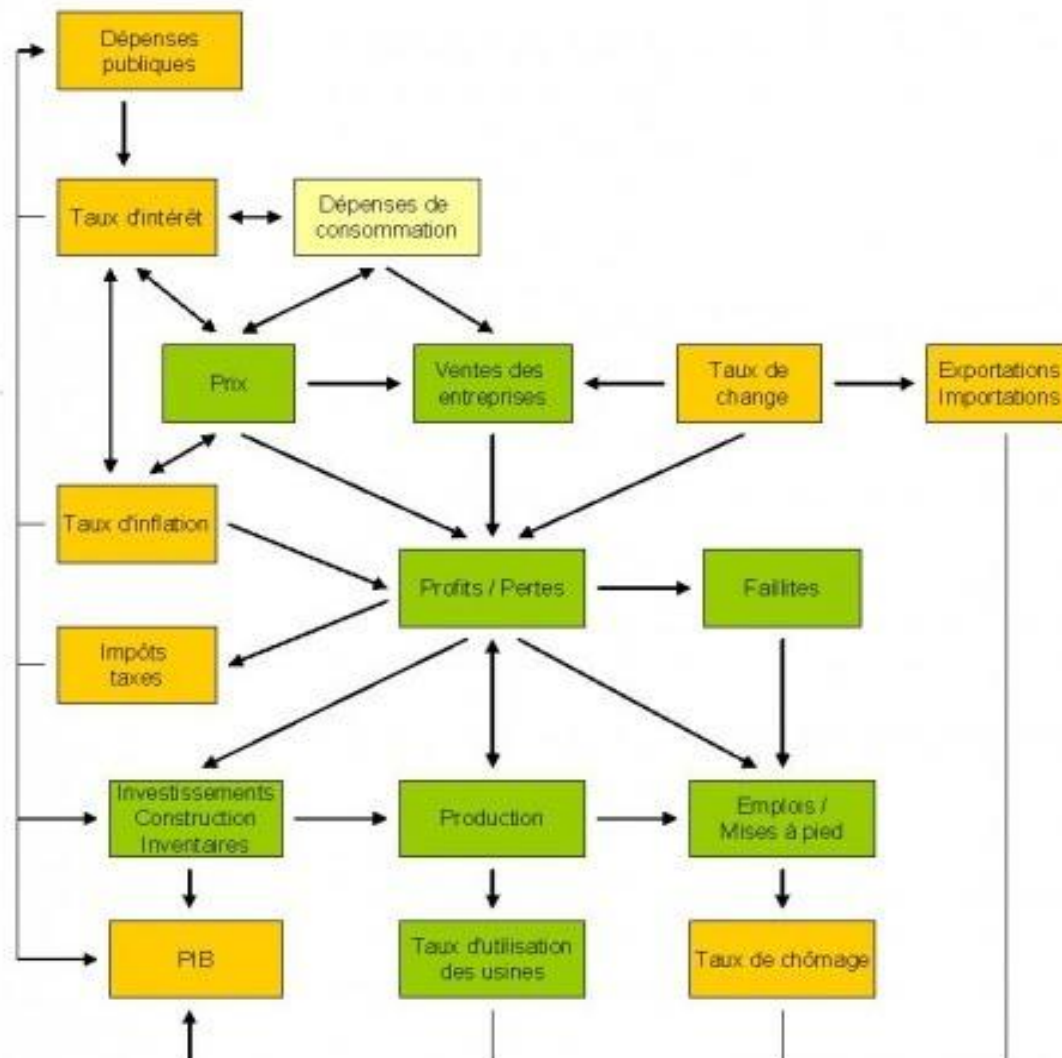 Dépenses
publiques
Taux d'intérêt
Dépenses de
consommation
Prix
Ventes des
entreprises
Taux de
change
Exportations
Importations
Taux d'inflation
Profits / Pertes
Faillites
Impôts
taxes
Investissements
Construction
Inventaires
Production
Emplois /
Mises à pied
PIB
Taux d'utilisation
des usines
Taux de chômage